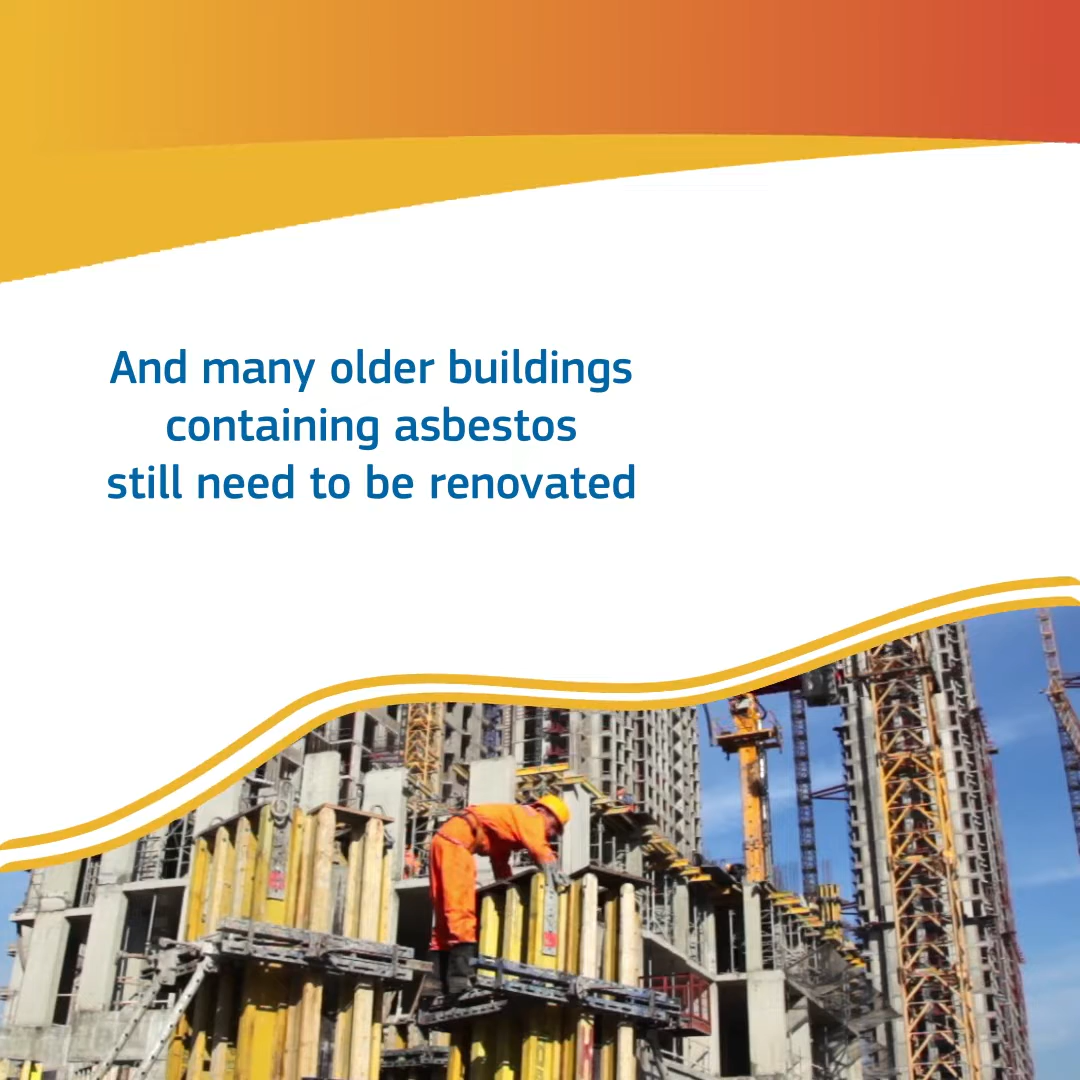 And many older buildings
containing asbestos
still need to be renovated